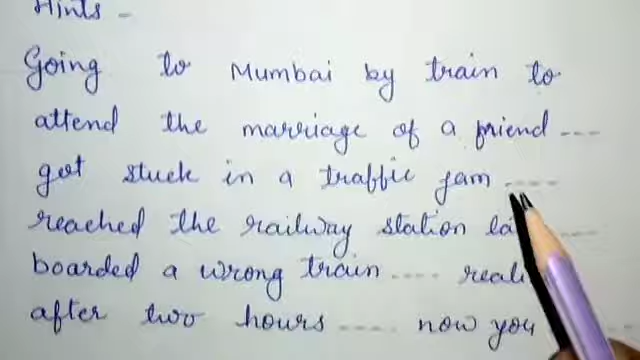 Hints -
Going to Mumbai by train to
attend the marriage of a friend ---
got stuck in a traffic jam ----
reached the railway station
boarded a wrong train ----
after two hours ---- now you